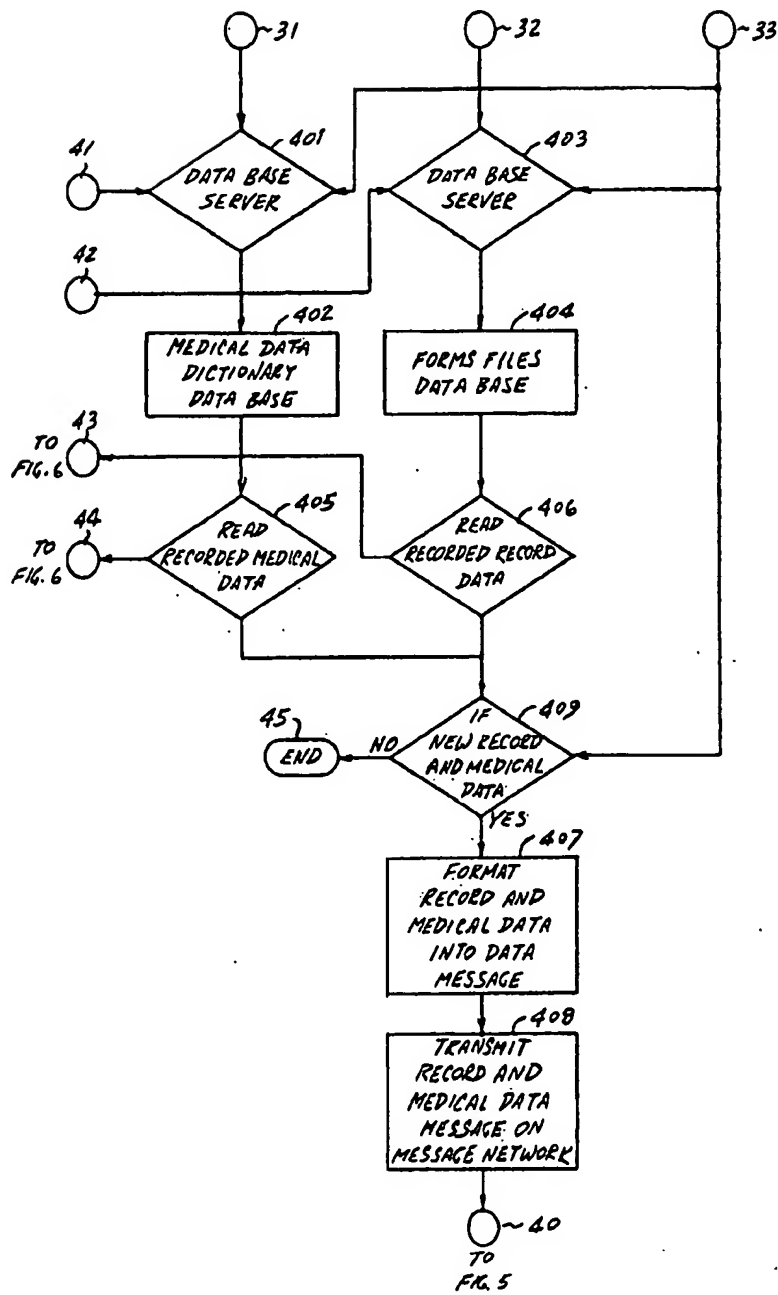 31
32
33
401
403
41
DATA BASE
SERVER
DATA BASE
SERVER
42
402
404
MEDICAL DATA
DICTIONARY
DATA BASE
FORMS FILES
DATA BASE
43
TO
FIG. 6
405
406
44
TO
FIG. 6
READ
RECORDED MEDICAL
DATA
READ
RECORDED RECORD
DATA
409
45
END
NO
IF
NEW RECORD
AND MEDICAL
DATA
YES
407
FORMAT
RECORD AND
MEDICAL DATA
INTO DATA
MESSAGE
408
TRANSMIT
RECORD AND
MEDICAL DATA
MESSAGE ON
MESSAGE NETWORK
40
TO
FIG. 5